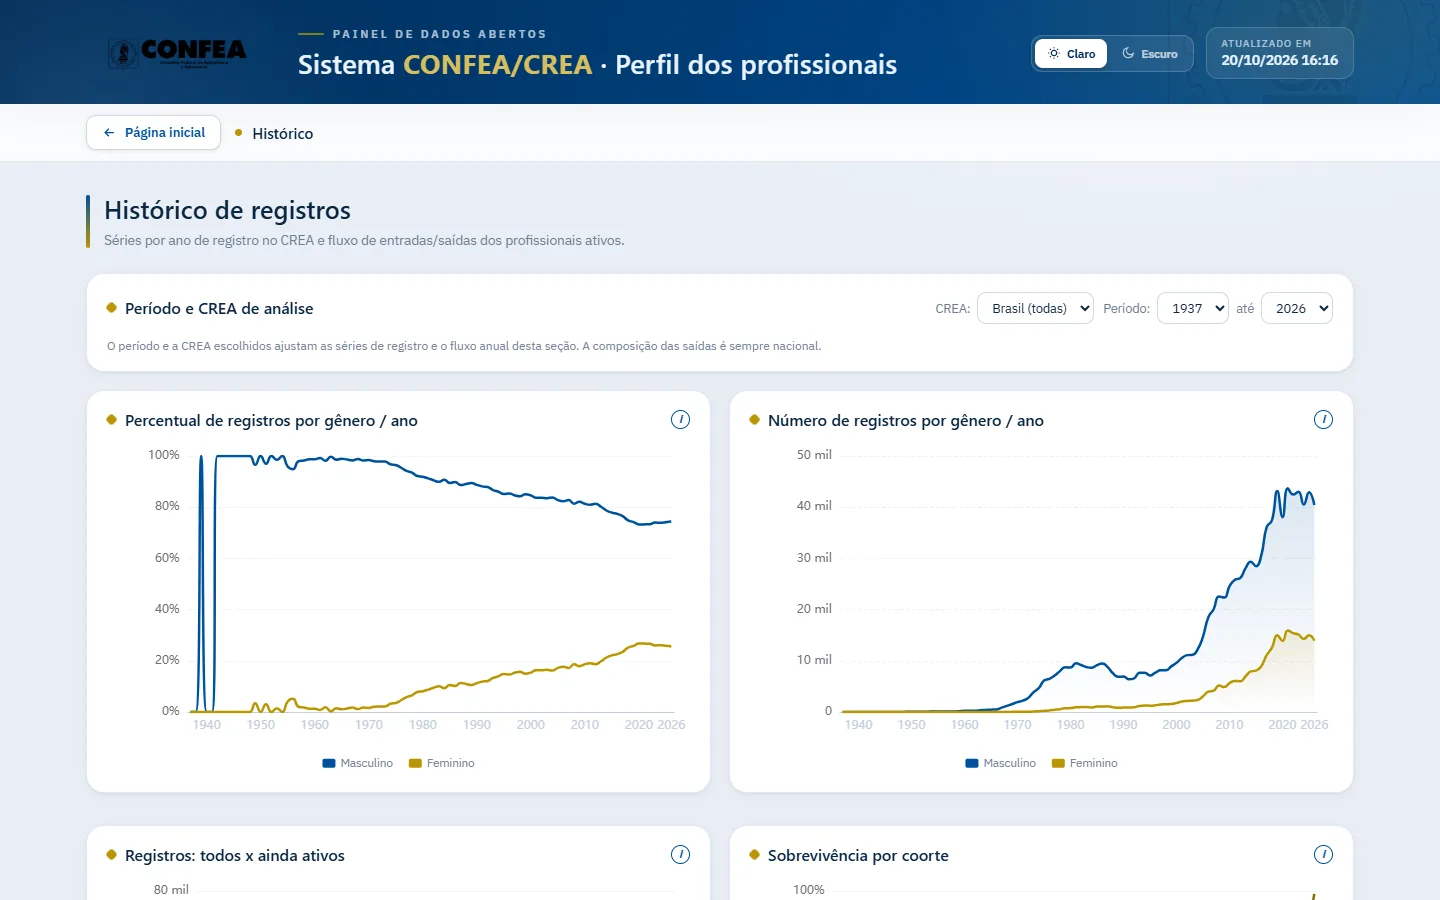 CONFEA
PAINEL DE DADOS ABERTOS
Sistema CONFEA/CREA · Perfil dos profissionais
Claro
Escuro
ATUALIZADO EM
20/10/2026 16:16
← Página inicial
Histórico
Histórico de registros
Séries por ano de registro no CREA e fluxo de entradas/saídas dos profissionais ativos.
Período e CREA de análise
CREA: Brasil (todas) Período: 1937 até 2026
O período e a CREA escolhidos ajustam as séries de registro e o fluxo anual desta seção. A composição das saídas é sempre nacional.
Percentual de registros por gênero / ano
i
100%
80%
60%
40%
20%
0%
1940 1950 1960 1970 1980 1990 2000 2010 2020 2026
Masculino Feminino
Número de registros por gênero / ano
i
50 mil
40 mil
30 mil
20 mil
10 mil
0
1940 1950 1960 1970 1980 1990 2000 2010 2020 2026
Masculino Feminino
Registros: todos x ainda ativos
i
80 mil
Sobrevivência por coorte
i
100%